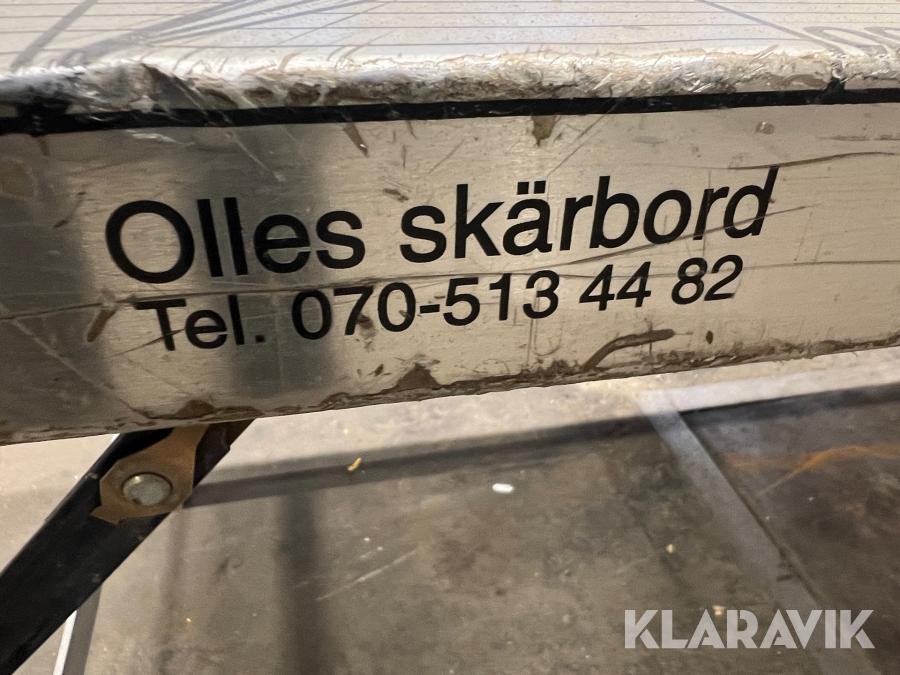 Olles skärbord
Tel. 070-513 44 82
KLARAVIK